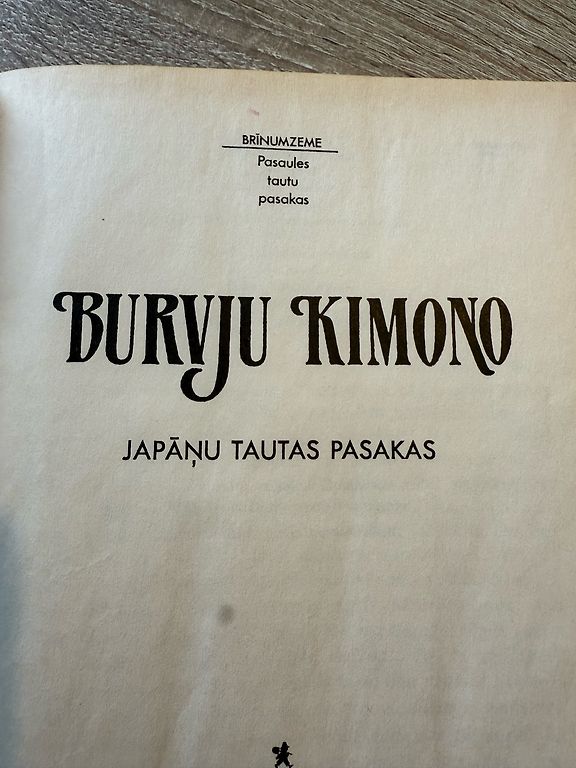 BRĪNUMZEME
Pasaules
tautu
pasakas
BURVJU KIMONO
JAPĀŅU TAUTAS PASAKAS